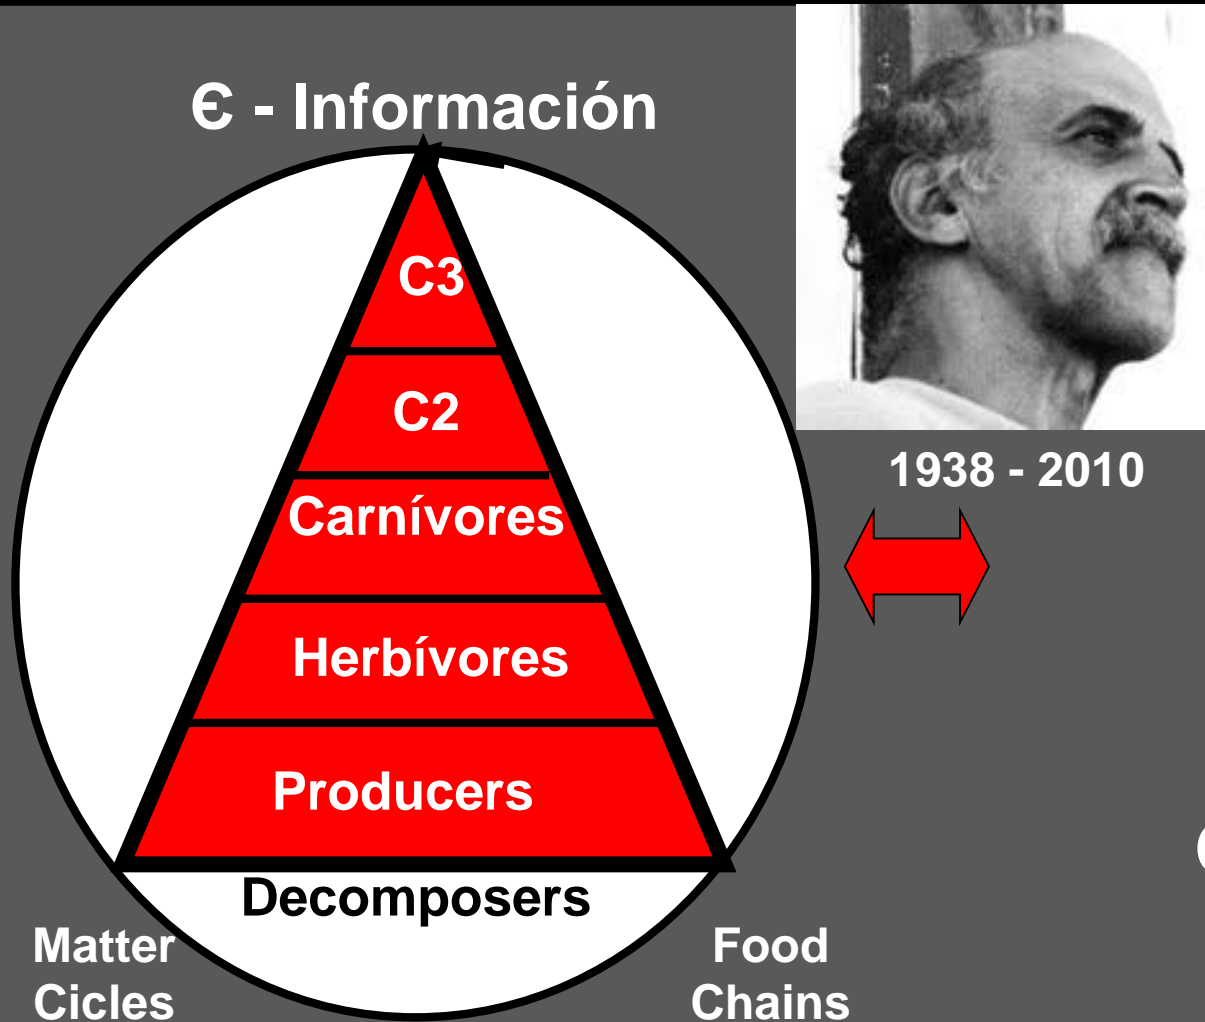 Є - Información
C3
C2
Carnívores
Herbívores
Producers
Decomposers
Matter
Cicles
Food
Chains
1938 - 2010